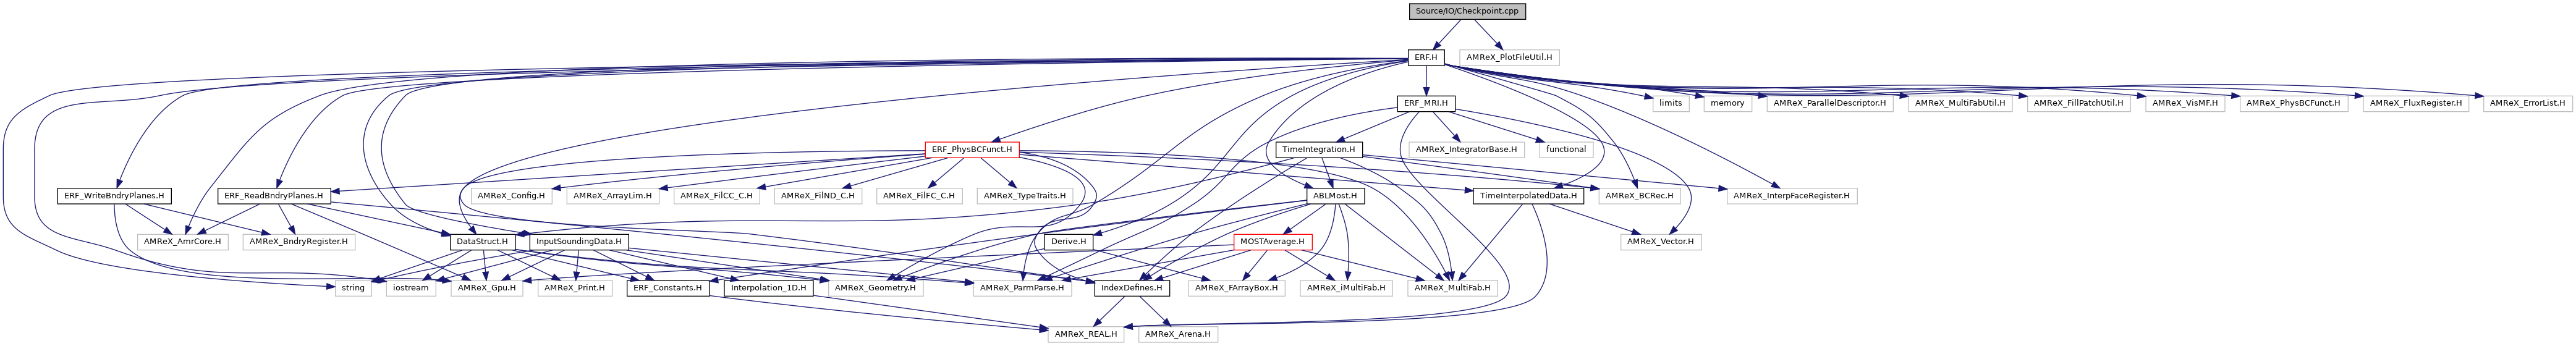 Source/IO/Checkpoint.cpp
ERF.H
AMReX_PlotFileUtil.H
ERF_MRI.H
limits
memory
AMReX_ParallelDescriptor.H
AMReX_MultiFabUtil.H
AMReX_FillPatchUtil.H
AMReX_VisMF.H
AMReX_PhysBCFunct.H
AMReX_FluxRegister.H
AMReX_ErrorList.H
ERF_PhysBCFunct.H
TimeIntegration.H
AMReX_IntegratorBase.H
functional
ERF_WriteBndryPlanes.H
ERF_ReadBndryPlanes.H
AMReX_Config.H
AMReX_ArrayLim.H
AMReX_FilCC_C.H
AMReX_FilND_C.H
AMReX_FilFC_C.H
AMReX_TypeTraits.H
ABLMost.H
TimeInterpolatedData.H
AMReX_BCRec.H
AMReX_InterpFaceRegister.H
AMReX_AmrCore.H
AMReX_BndryRegister.H
DataStruct.H
InputSoundingData.H
Derive.H
MOSTAverage.H
AMReX_Vector.H
string
iostream
AMReX_Gpu.H
AMReX_Print.H
ERF_Constants.H
Interpolation_1D.H
AMReX_Geometry.H
AMReX_ParmParse.H
IndexDefines.H
AMReX_FArrayBox.H
AMReX_iMultiFab.H
AMReX_MultiFab.H
AMReX_REAL.H
AMReX_Arena.H